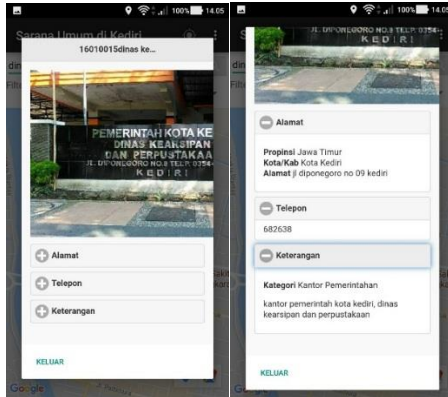 100% 14.05
Sarana Umum di Kediri
16010015dinas ke...
PEMERINTAH KOTA KE
DINAS KEARSIPAN
DAN PERPUSTAKAA
JL. DIPONEGORO NO.8 TELP. 0354-
KEDIRI
Alamat
Telepon
Keterangan
KELUAR
Google
100% 14.05
JL. DIPONEGORO NO.8 TELP. 0354-
KEDIRI
Alamat
Propinsi Jawa Timur
Kota/Kab Kota Kediri
Alamat jl diponegoro no 09 kediri
Telepon
682638
Keterangan
Kategori Kantor Pemerintahan
kantor pemerintah kota kediri, dinas
kearsipan dan perpustakaan
KELUAR